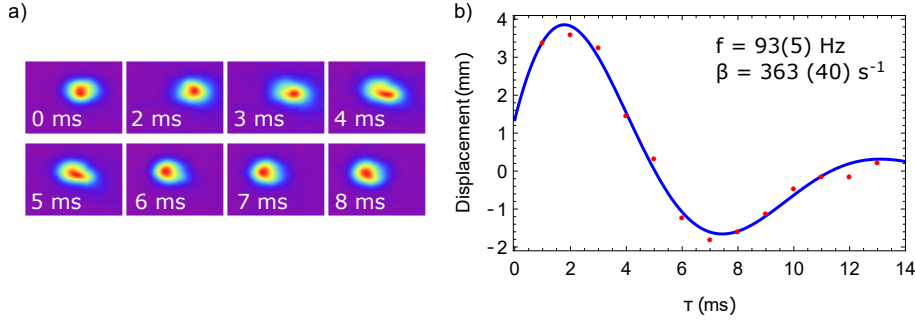 a)
0 ms
2 ms
3 ms
4 ms
5 ms
6 ms
7 ms
8 ms
b)
f = 93(5) Hz
β = 363 (40) s⁻¹
Displacement (mm)
4
3
2
1
0
-1
-2
0
2
4
6
8
10
12
14
τ (ms)